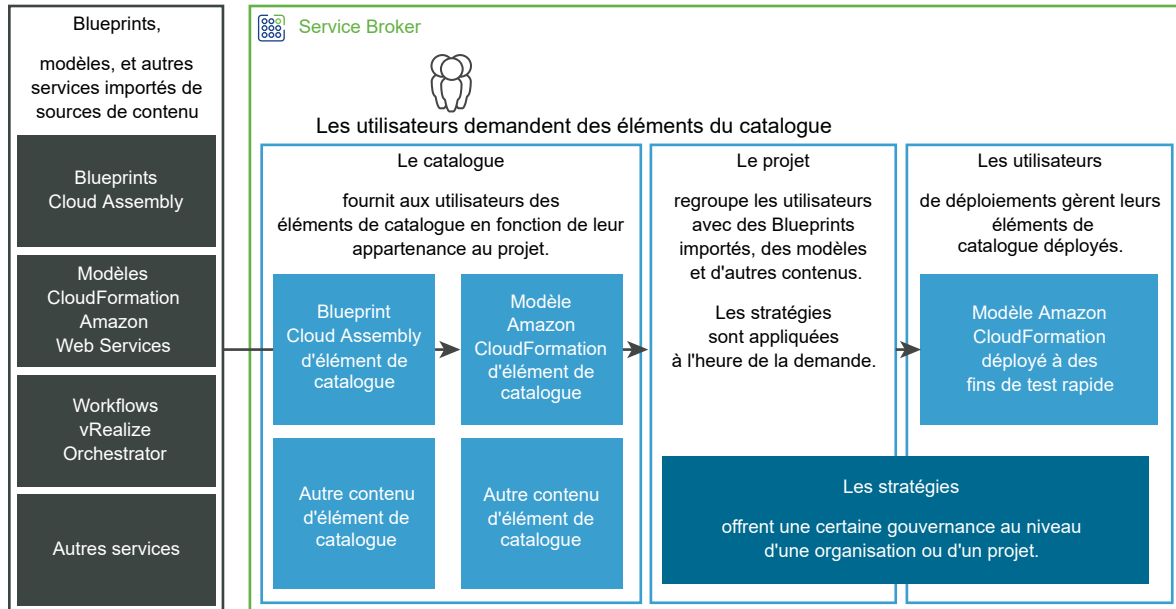 Blueprints,
modèles, et autres
services importés de
sources de contenu
Blueprints
Cloud Assembly
Modèles
CloudFormation
Amazon
Web Services
Workflows
vRealize
Orchestrator
Autres services
Service Broker
Les utilisateurs demandent des éléments du catalogue
Le catalogue
fournit aux utilisateurs des
éléments de catalogue en fonction de leur
appartenance au projet.
Blueprint
Cloud Assembly
d'élément de
catalogue
Modèle
Amazon
CloudFormation
d'élément de
catalogue
Autre contenu
d'élément de
catalogue
Autre contenu
d'élément de
catalogue
Le projet
regroupe les utilisateurs
avec des Blueprints
importés, des modèles
et d'autres contenus.
Les stratégies
sont appliquées
à l'heure de la demande.
Les utilisateurs
de déploiements gèrent leurs
éléments de
catalogue déployés.
Modèle Amazon
CloudFormation
déployé à des
fins de test rapide
Les stratégies
offrent une certaine gouvernance au niveau
d'une organisation ou d'un projet.